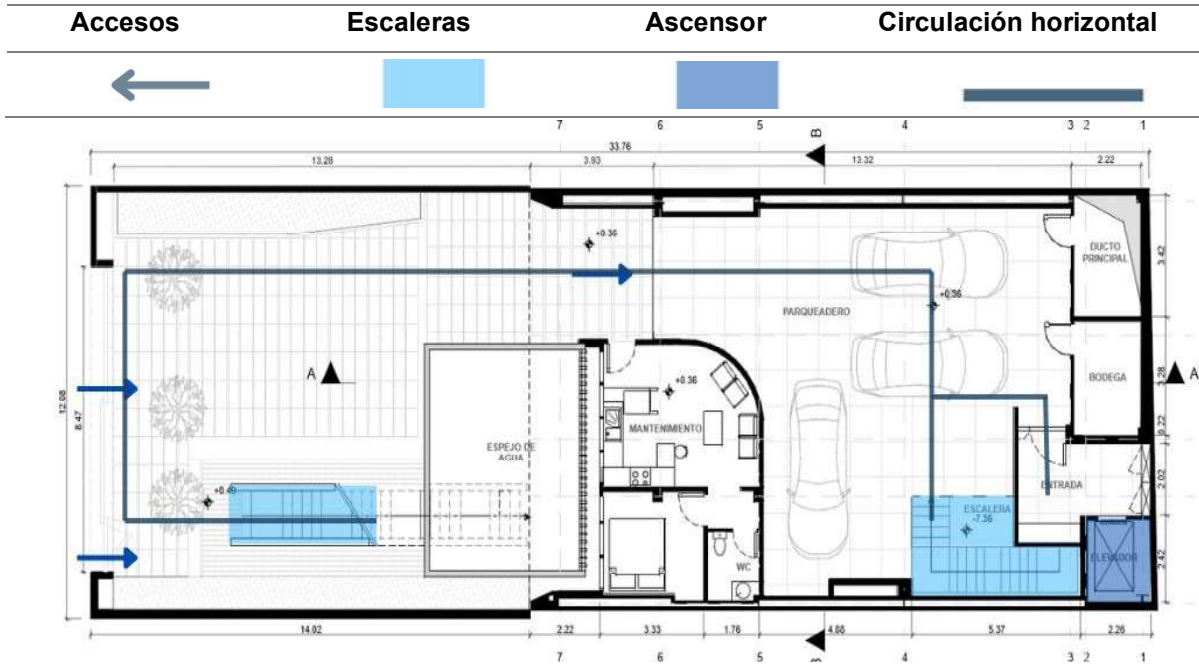 Accesos Escaleras Ascensor Circulación horizontal
7 6 5 B 4 3 2 1
33.76
13.28 3.93 13.32 2.22
+0.36
DUCTO
PRINCIPAL
3.42
+0.36
PARQUEADERO
A
+0.36
BODEGA
3.28
A
12.08
8.47
MANTENIMIENTO
0.22
ESPEJO DE
AGUA
ENTRADA
2.02
ESCALERA
-7.36
ELEVADOR
2.42
WC
14.02 2.22 3.33 1.76 4.88 5.37 2.26
7 6 5 B 4 3 2 1